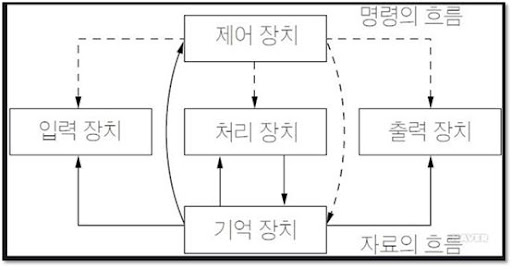 제어 장치
명령의 흐름
입력 장치
처리 장치
출력 장치
기억 장치
자료의 흐름